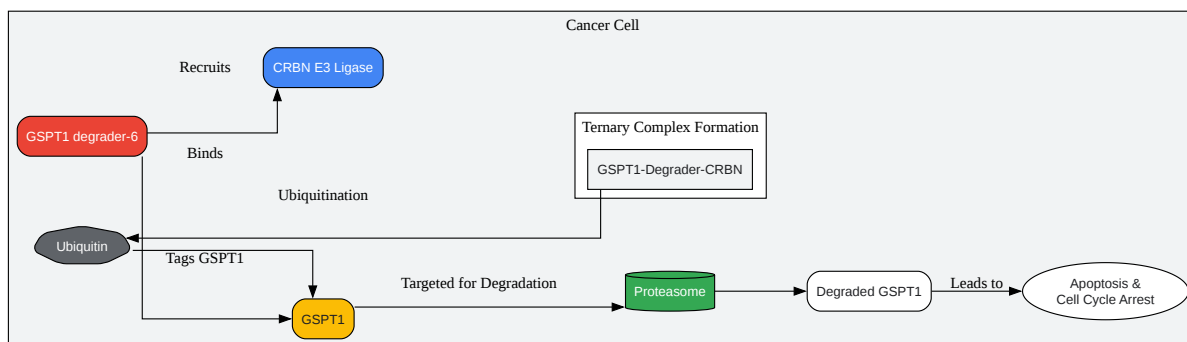 Cancer Cell
Recruits
CRBN E3 Ligase
GSPT1 degrader-6
Binds
Ternary Complex Formation
GSPT1-Degrader-CRBN
Ubiquitination
Ubiquitin
Tags GSPT1
GSPT1
Targeted for Degradation
Proteasome
Degraded GSPT1
Leads to
Apoptosis &
Cell Cycle Arrest